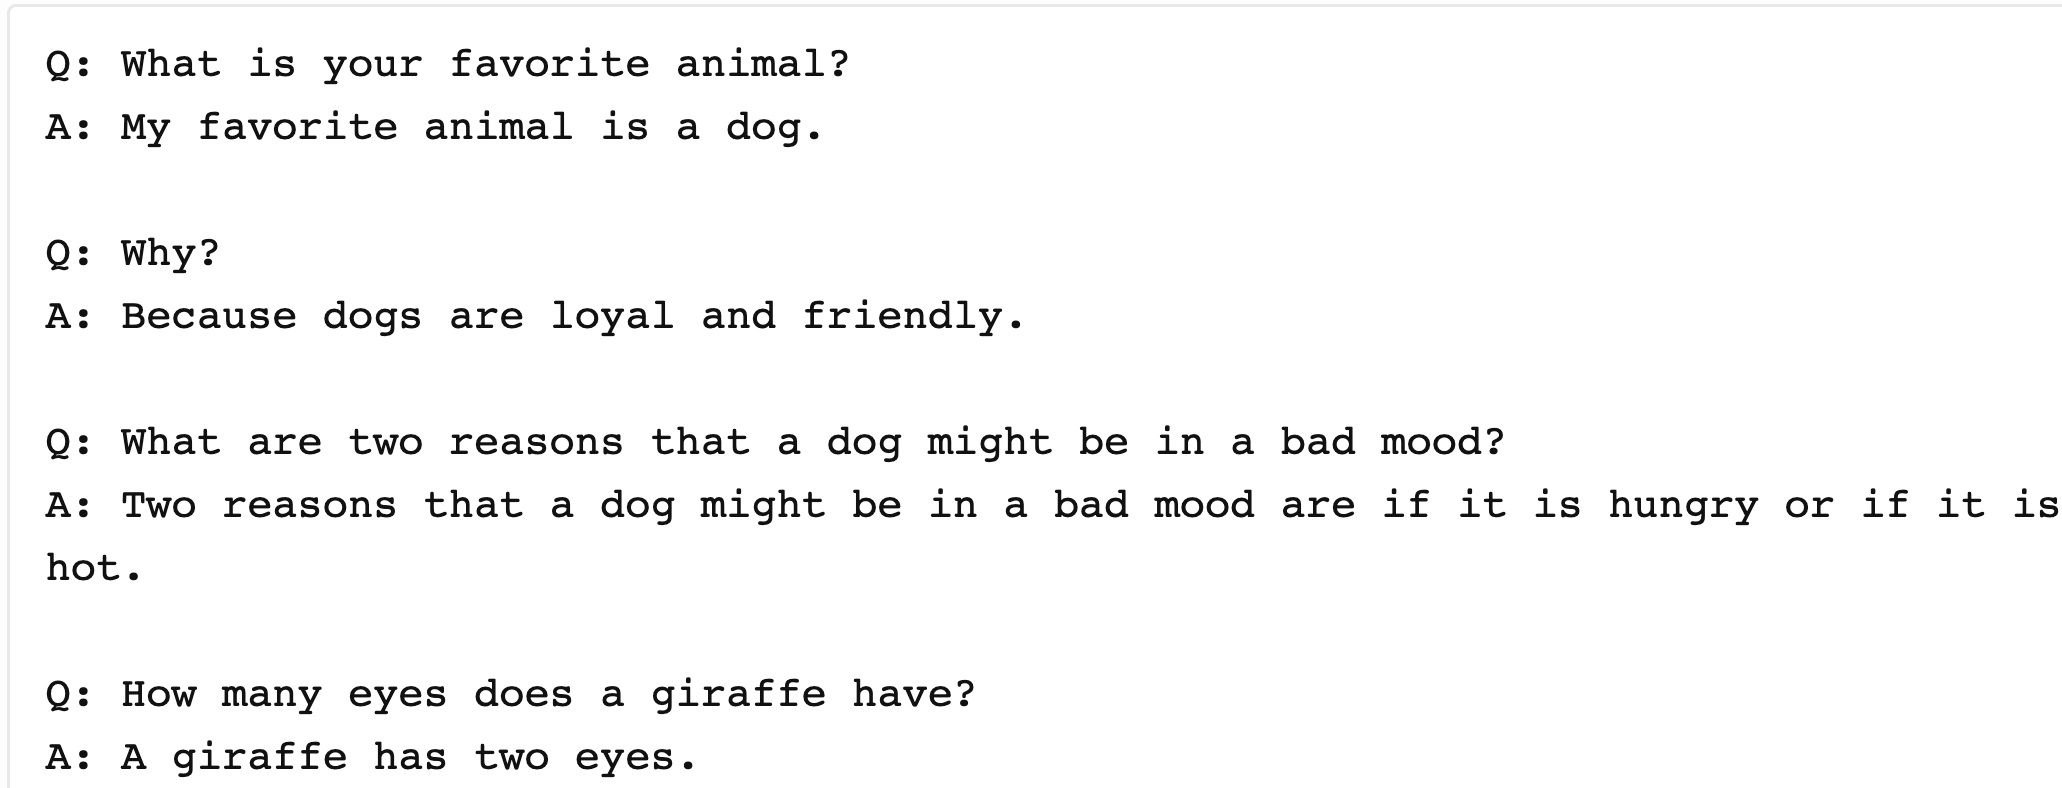 Q: What is your favorite animal?
A: My favorite animal is a dog.
Q: Why?
A: Because dogs are loyal and friendly.
Q: What are two reasons that a dog might be in a bad mood?
A: Two reasons that a dog might be in a bad mood are if it is hungry or if it is
hot.
Q: How many eyes does a giraffe have?
A: A giraffe has two eyes.